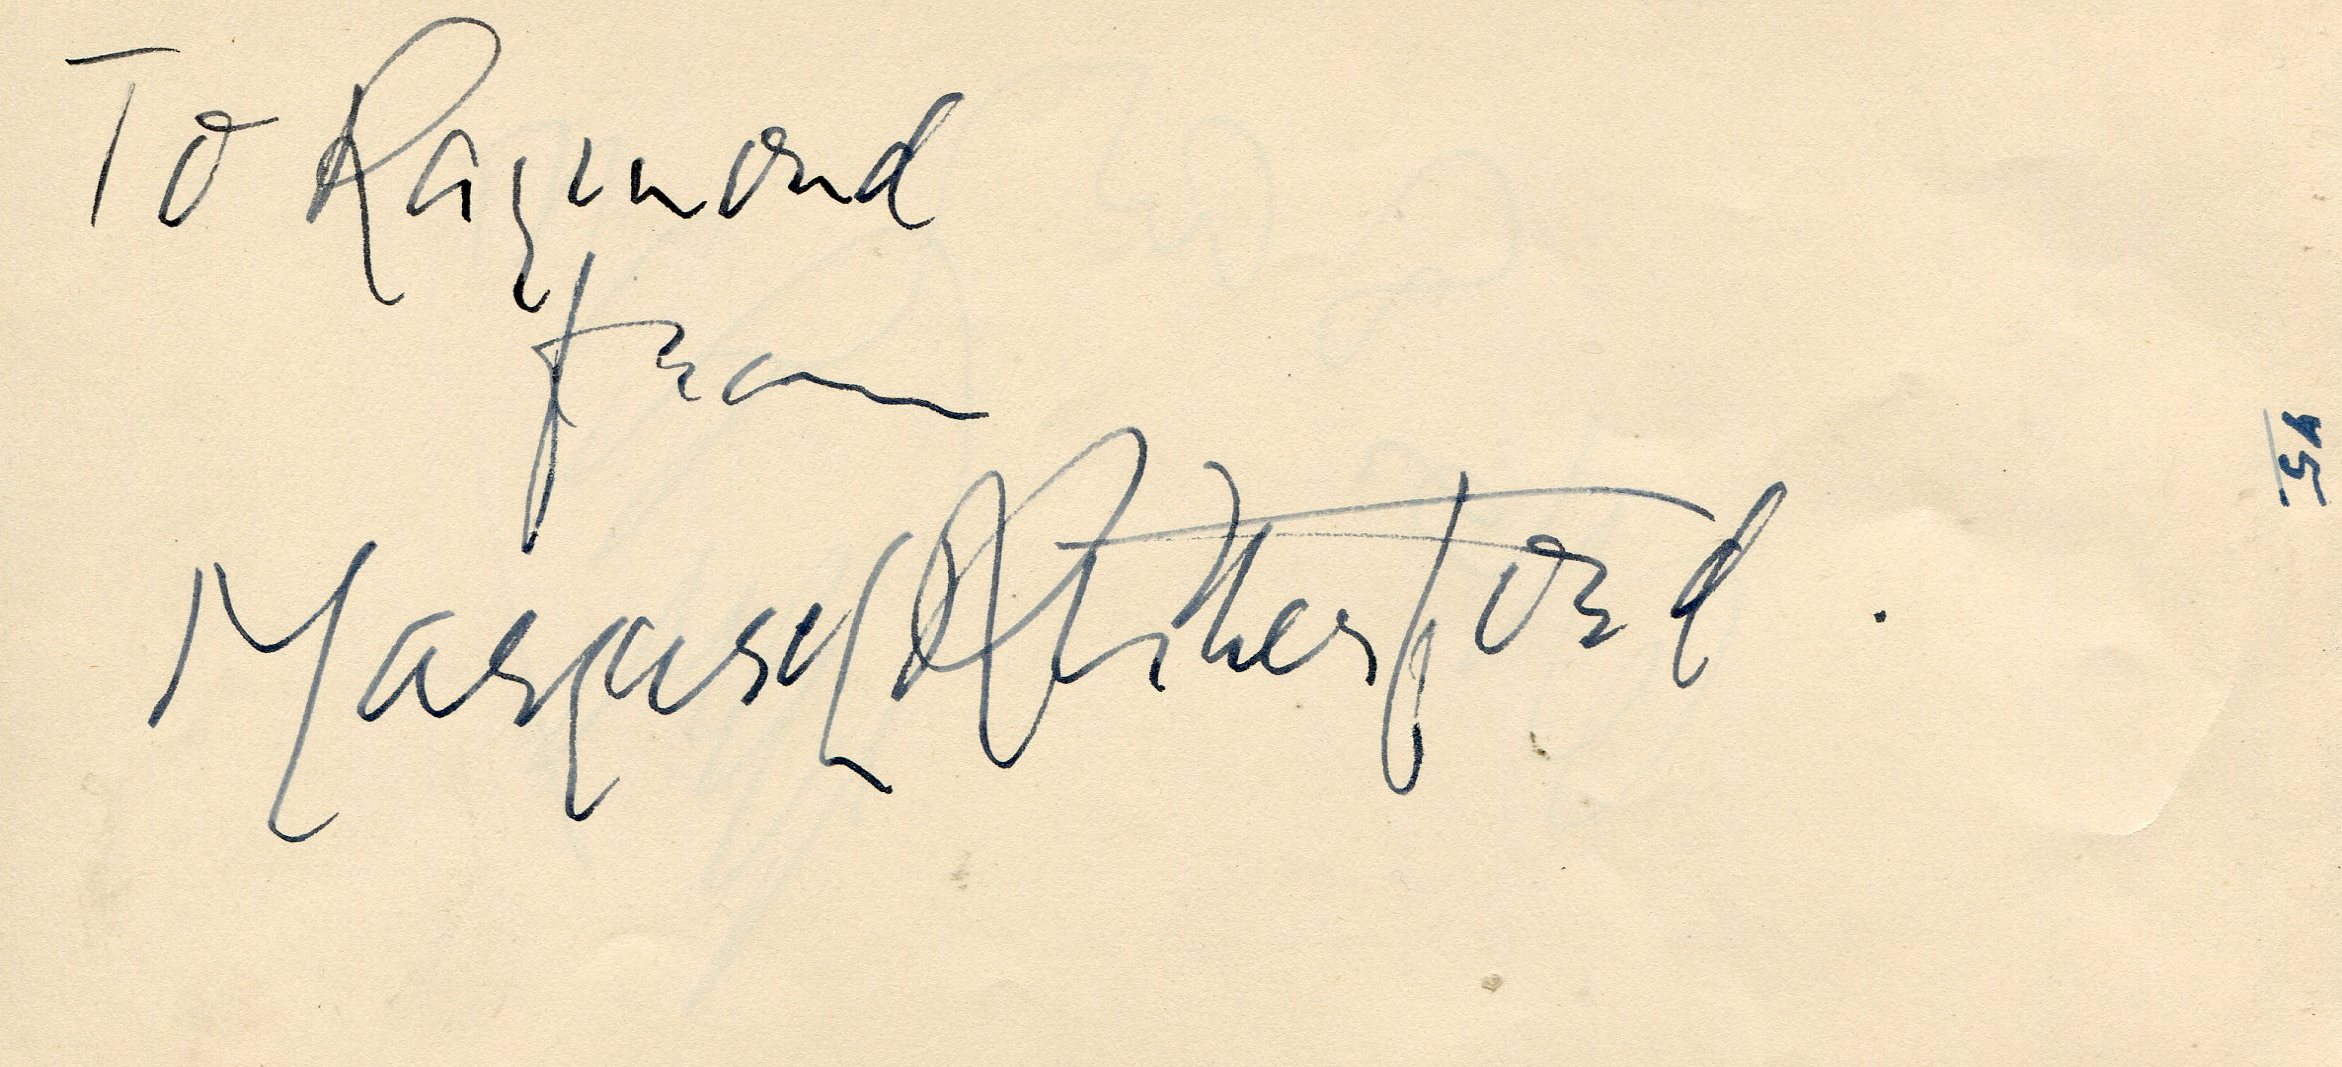 To Raymond
from
Margaret Rutherford.